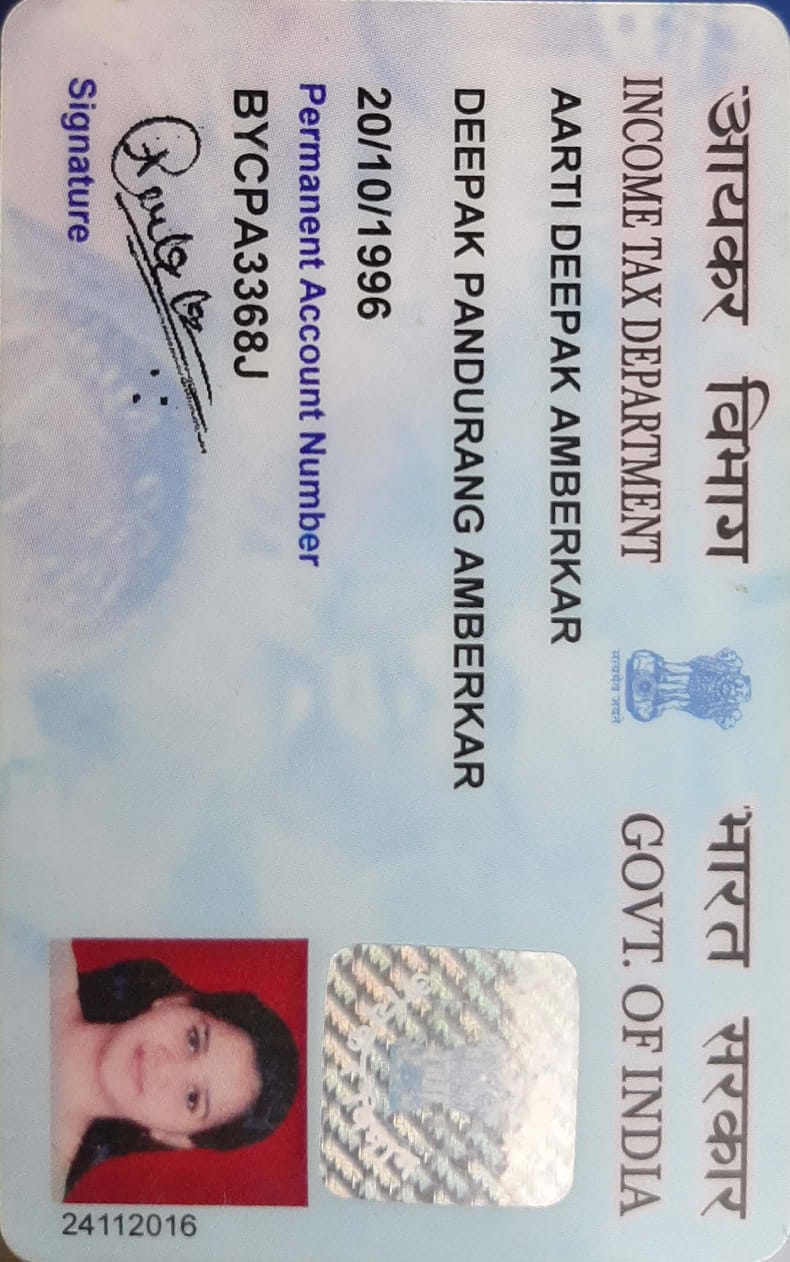 आयकर विभाग
INCOME TAX DEPARTMENT
भारत सरकार
GOVT. OF INDIA
सत्यमेव जयते
AARTI DEEPAK AMBERKAR
DEEPAK PANDURANG AMBERKAR
20/10/1996
Permanent Account Number
BYCPA3368J
Signature
24112016